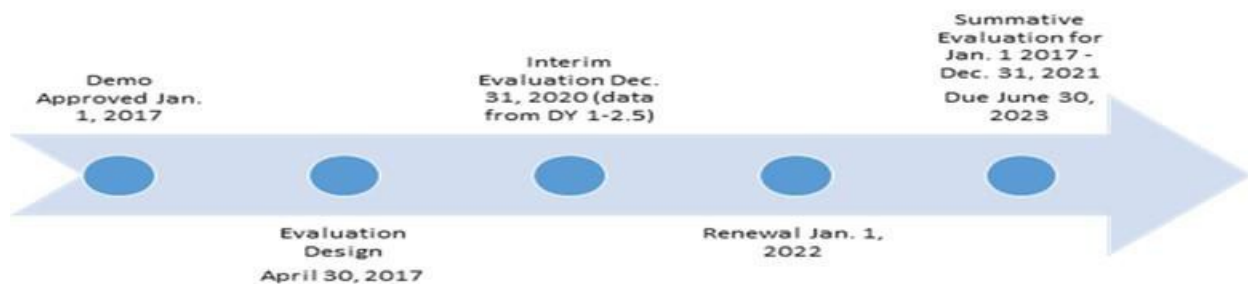 Demo
Approved Jan.
1, 2017
Evaluation
Design
April 30, 2017
Interim
Evaluation Dec.
31, 2020 (data
from DY 1-2.5)
Renewal Jan. 1,
2022
Summative
Evaluation for
Jan. 1 2017 -
Dec. 31, 2021
Due June 30,
2023